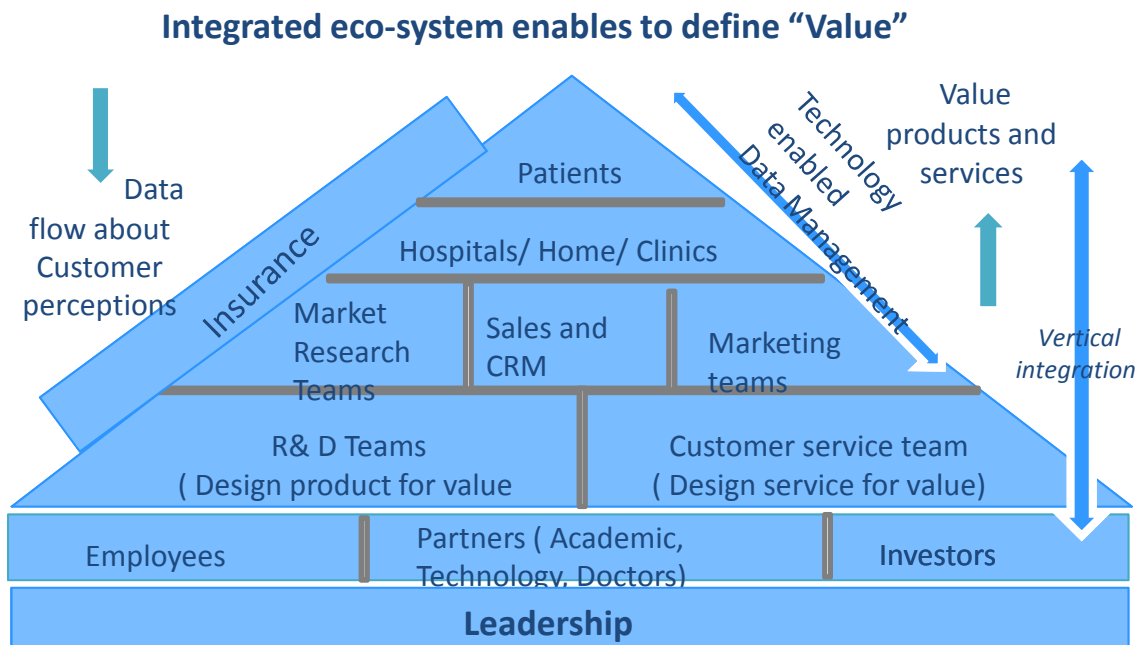 Integrated eco-system enables to define “Value”
Data
flow about
Customer
perceptions
Insurance
Technology
enabled
Data Management
Value
products and
services
Vertical
integration
Patients
Hospitals/ Home/ Clinics
Market
Research
Teams
Sales and
CRM
Marketing
teams
R& D Teams
( Design product for value
Customer service team
( Design service for value)
Employees
Partners ( Academic,
Technology, Doctors)
Investors
Leadership